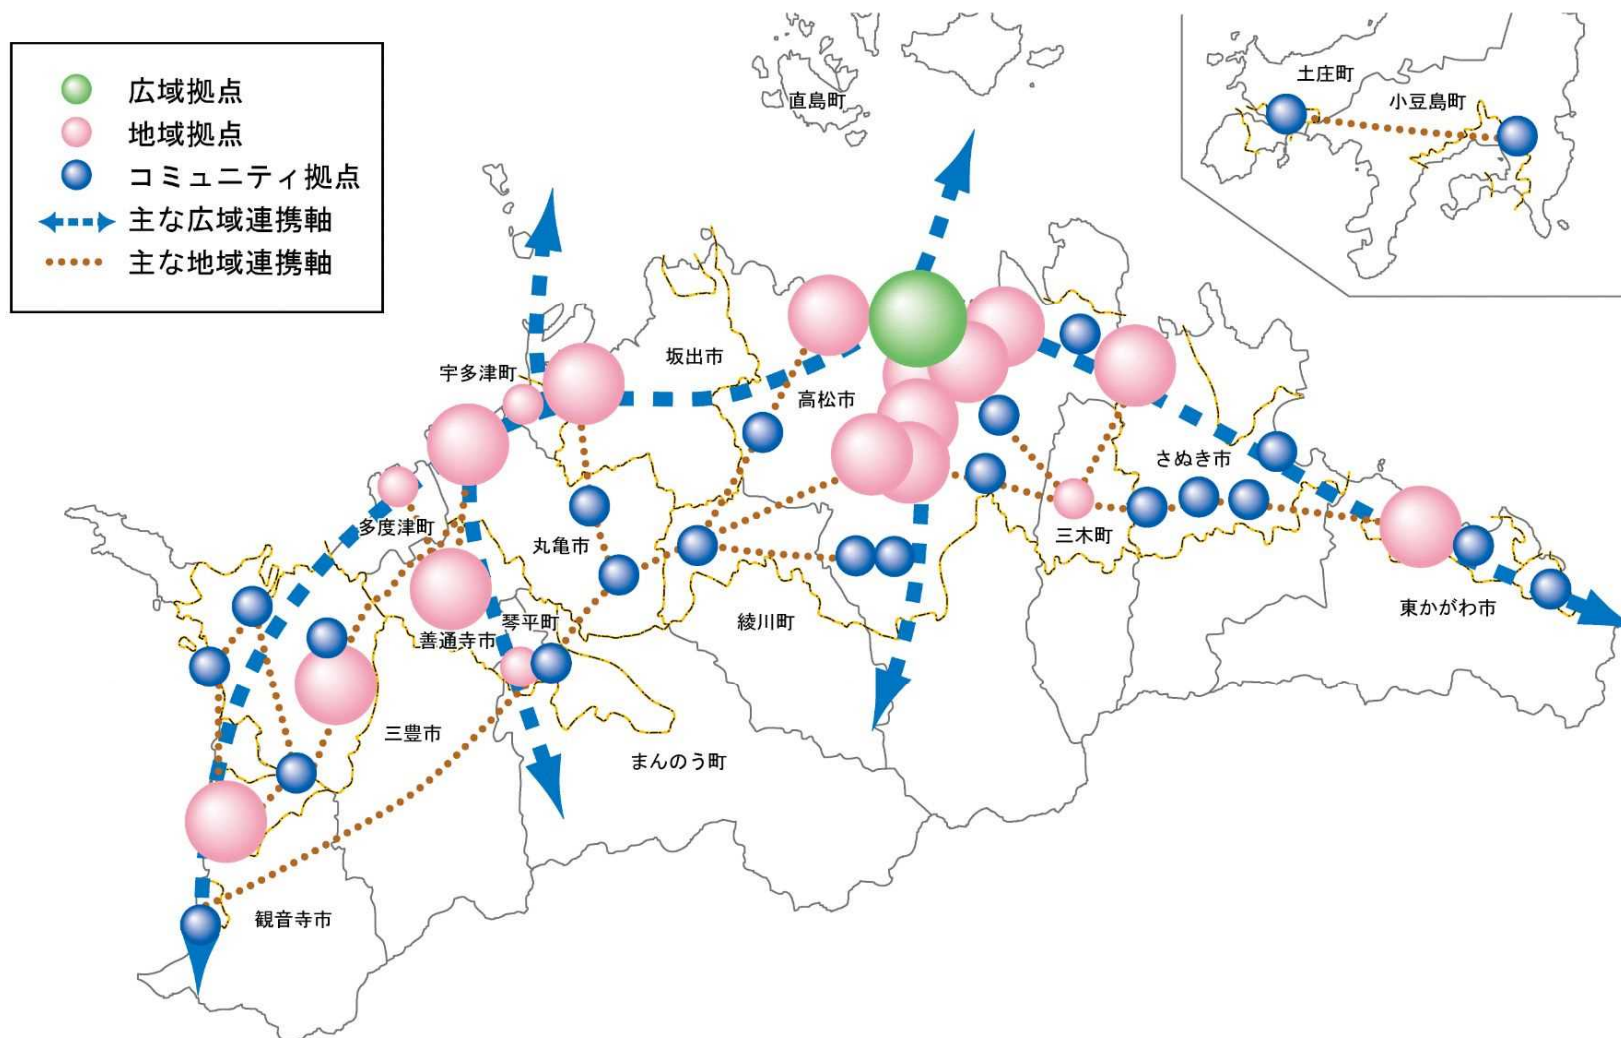 広域拠点
地域拠点
コミュニティ拠点
主な広域連携軸
主な地域連携軸
直島町
土庄町
小豆島町
宇多津町
坂出市
高松市
さぬき市
多度津町
丸亀市
三木町
善通寺市
琴平町
綾川町
東かがわ市
三豊市
まんのう町
観音寺市